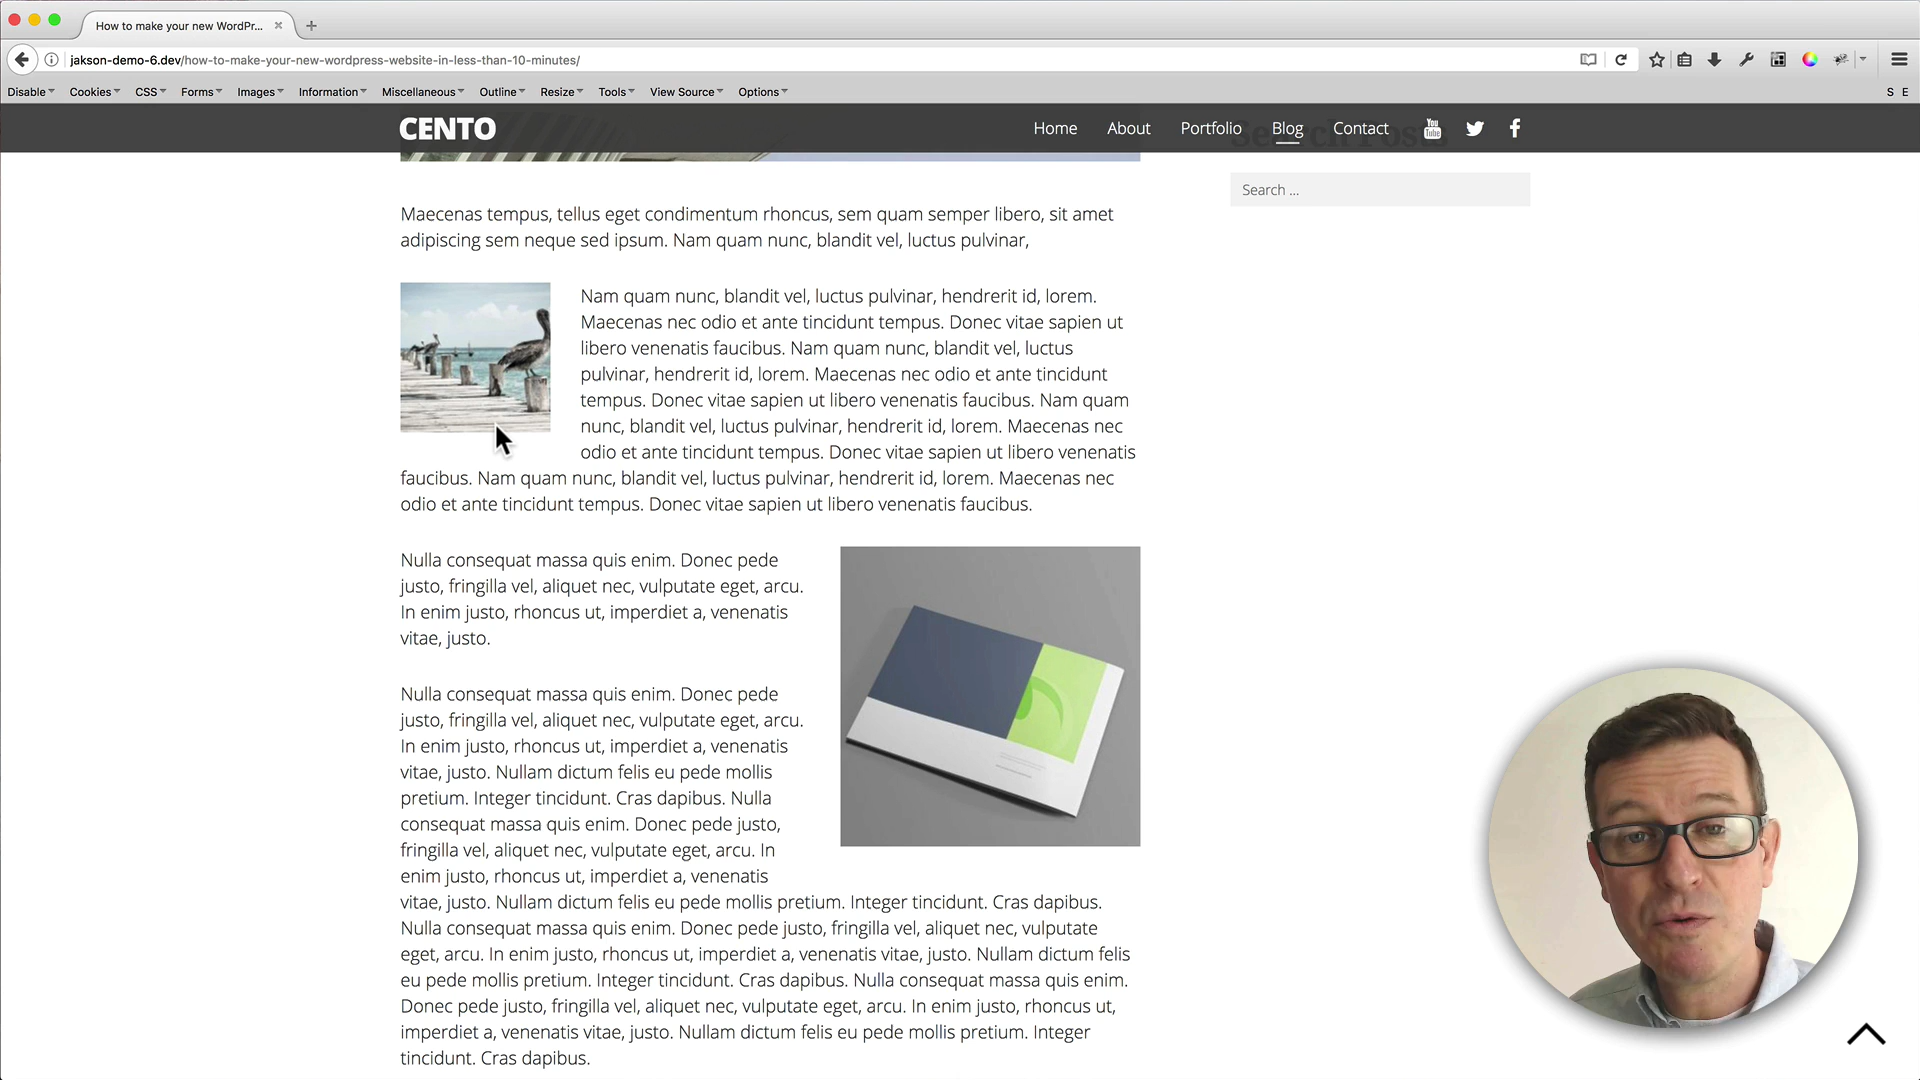 How to make your new WordPr...
jakson-demo-6.dev/how-to-make-your-new-wordpress-website-in-less-than-10-minutes/
Disable Cookies CSS Forms Images Information Miscellaneous Outline Resize Tools View Source Options S E
CENTO
Home About Portfolio Blog Contact You Tube
Search Posts
Search ...
Maecenas tempus, tellus eget condimentum rhoncus, sem quam semper libero, sit amet
adipiscing sem neque sed ipsum. Nam quam nunc, blandit vel, luctus pulvinar,
Nam quam nunc, blandit vel, luctus pulvinar, hendrerit id, lorem.
Maecenas nec odio et ante tincidunt tempus. Donec vitae sapien ut
libero venenatis faucibus. Nam quam nunc, blandit vel, luctus
pulvinar, hendrerit id, lorem. Maecenas nec odio et ante tincidunt
tempus. Donec vitae sapien ut libero venenatis faucibus. Nam quam
nunc, blandit vel, luctus pulvinar, hendrerit id, lorem. Maecenas nec
odio et ante tincidunt tempus. Donec vitae sapien ut libero venenatis
faucibus. Nam quam nunc, blandit vel, luctus pulvinar, hendrerit id, lorem. Maecenas nec
odio et ante tincidunt tempus. Donec vitae sapien ut libero venenatis faucibus.
Nulla consequat massa quis enim. Donec pede
justo, fringilla vel, aliquet nec, vulputate eget, arcu.
In enim justo, rhoncus ut, imperdiet a, venenatis
vitae, justo.
Nulla consequat massa quis enim. Donec pede
justo, fringilla vel, aliquet nec, vulputate eget, arcu.
In enim justo, rhoncus ut, imperdiet a, venenatis
vitae, justo. Nullam dictum felis eu pede mollis
pretium. Integer tincidunt. Cras dapibus. Nulla
consequat massa quis enim. Donec pede justo,
fringilla vel, aliquet nec, vulputate eget, arcu. In
enim justo, rhoncus ut, imperdiet a, venenatis
vitae, justo. Nullam dictum felis eu pede mollis pretium. Integer tincidunt. Cras dapibus.
Nulla consequat massa quis enim. Donec pede justo, fringilla vel, aliquet nec, vulputate
eget, arcu. In enim justo, rhoncus ut, imperdiet a, venenatis vitae, justo. Nullam dictum felis
eu pede mollis pretium. Integer tincidunt. Cras dapibus. Nulla consequat massa quis enim.
Donec pede justo, fringilla vel, aliquet nec, vulputate eget, arcu. In enim justo, rhoncus ut,
imperdiet a, venenatis vitae, justo. Nullam dictum felis eu pede mollis pretium. Integer
tincidunt. Cras dapibus.